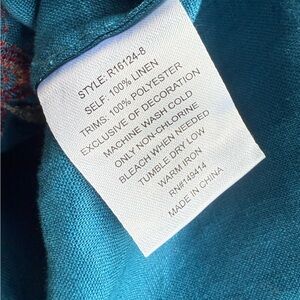 STYLE: R16124-8
SELF: 100% LINEN
TRIMS: 100% POLYESTER
EXCLUSIVE OF DECORATION
MACHINE WASH COLD
ONLY NON-CHLORINE
BLEACH WHEN NEEDED
TUMBLE DRY LOW
WARM IRON
RN#149414
MADE IN CHINA